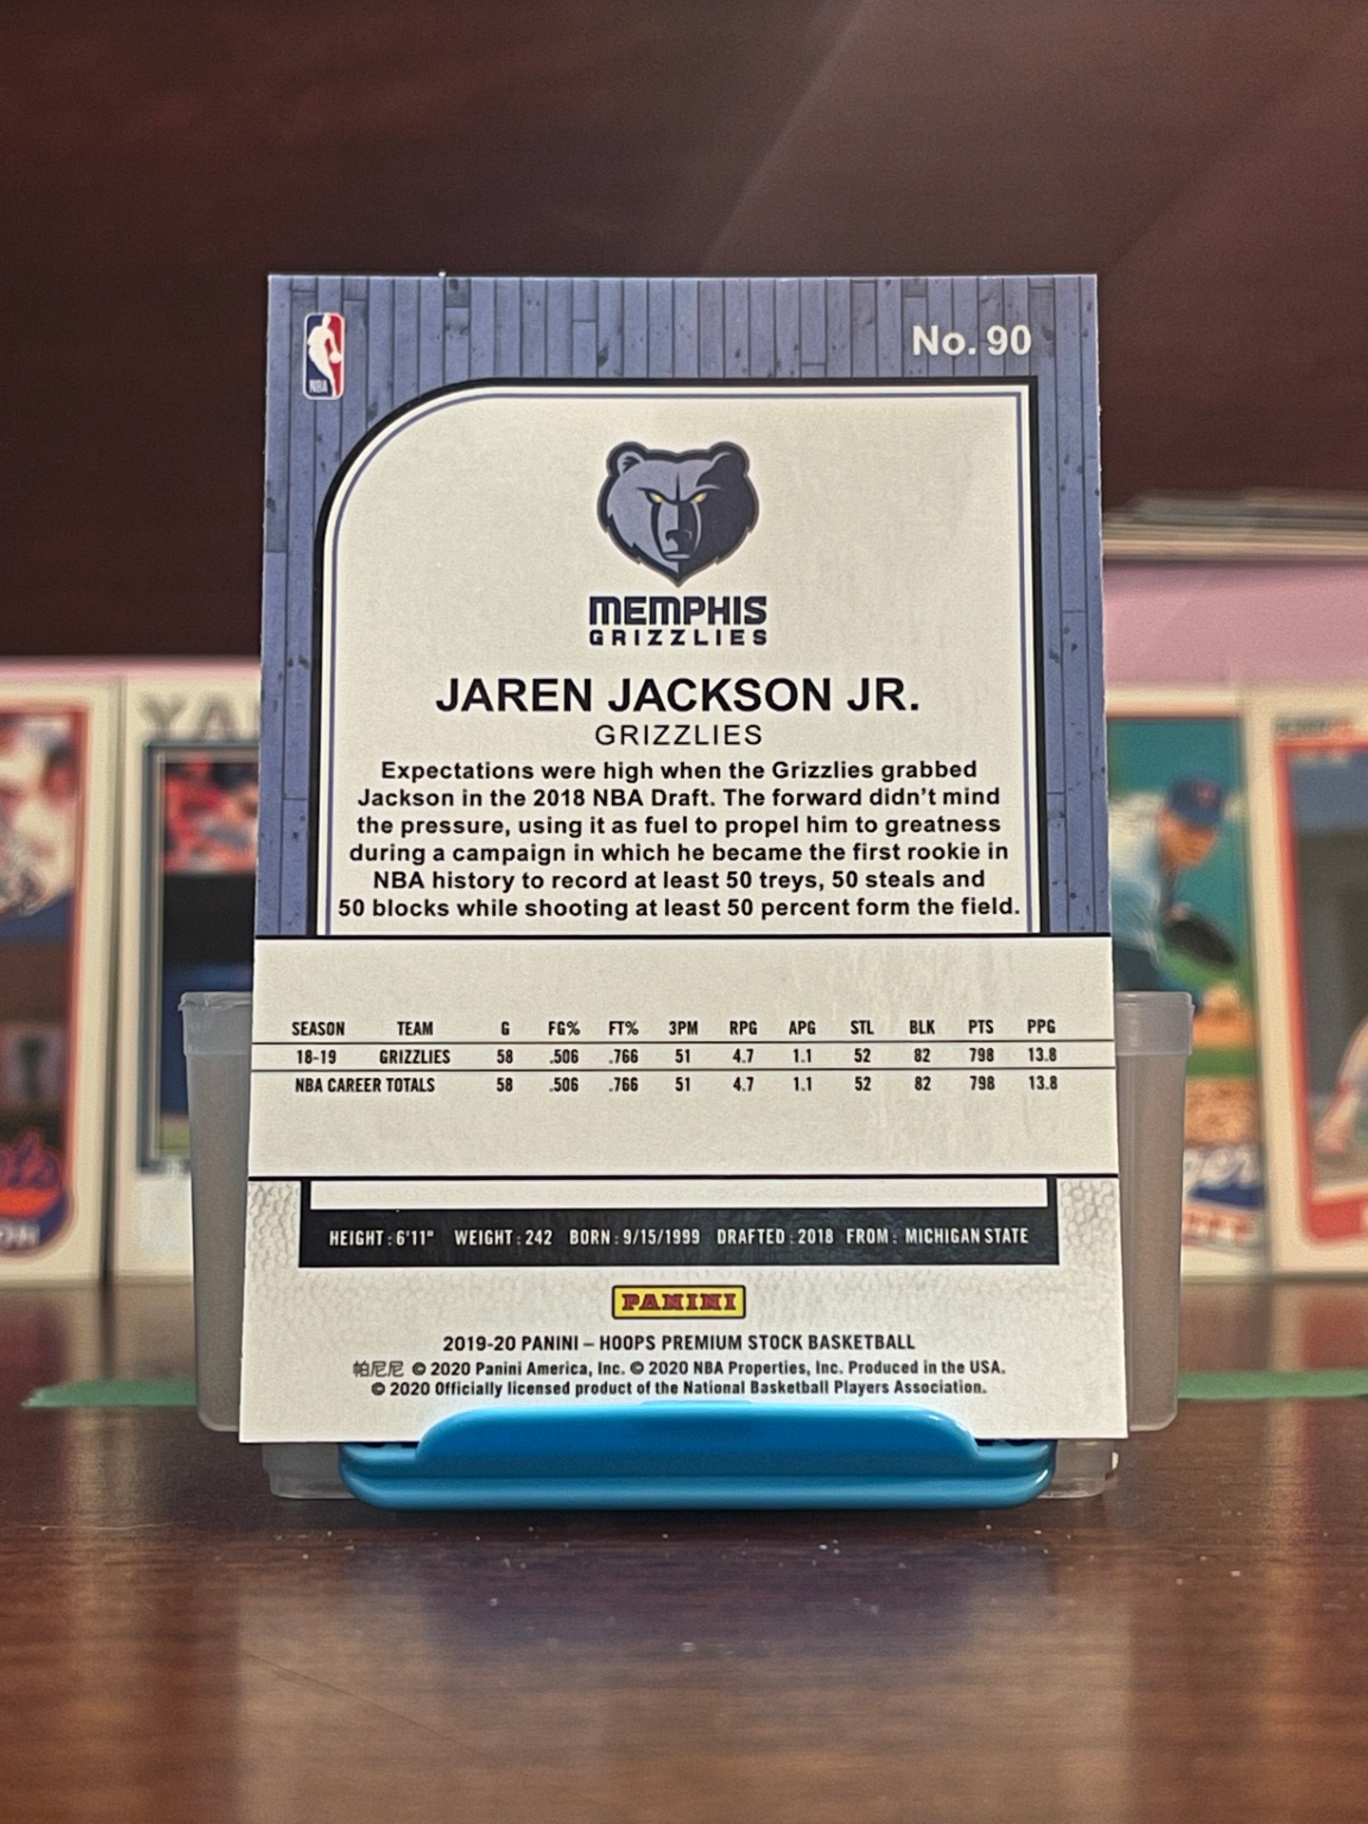 No. 90
NBA
MEMPHIS
GRIZZLIES
JAREN JACKSON JR.
GRIZZLIES
Expectations were high when the Grizzlies grabbed
Jackson in the 2018 NBA Draft. The forward didn't mind
the pressure, using it as fuel to propel him to greatness
during a campaign in which he became the first rookie in
NBA history to record at least 50 treys, 50 steals and
50 blocks while shooting at least 50 percent form the field.
SEASON TEAM G FG% FT% 3PM RPG APG STL BLK PTS PPG
18-19 GRIZZLIES 58 .506 .766 51 4.7 1.1 52 82 798 13.8
NBA CAREER TOTALS 58 .506 .766 51 4.7 1.1 52 82 798 13.8
HEIGHT: 6'11" WEIGHT: 242 BORN: 9/15/1999 DRAFTED: 2018 FROM: MICHIGAN STATE
PANINI
2019-20 PANINI – HOOPS PREMIUM STOCK BASKETBALL
帕尼尼 © 2020 Panini America, Inc. © 2020 NBA Properties, Inc. Produced in the USA.
© 2020 Officially licensed product of the National Basketball Players Association.